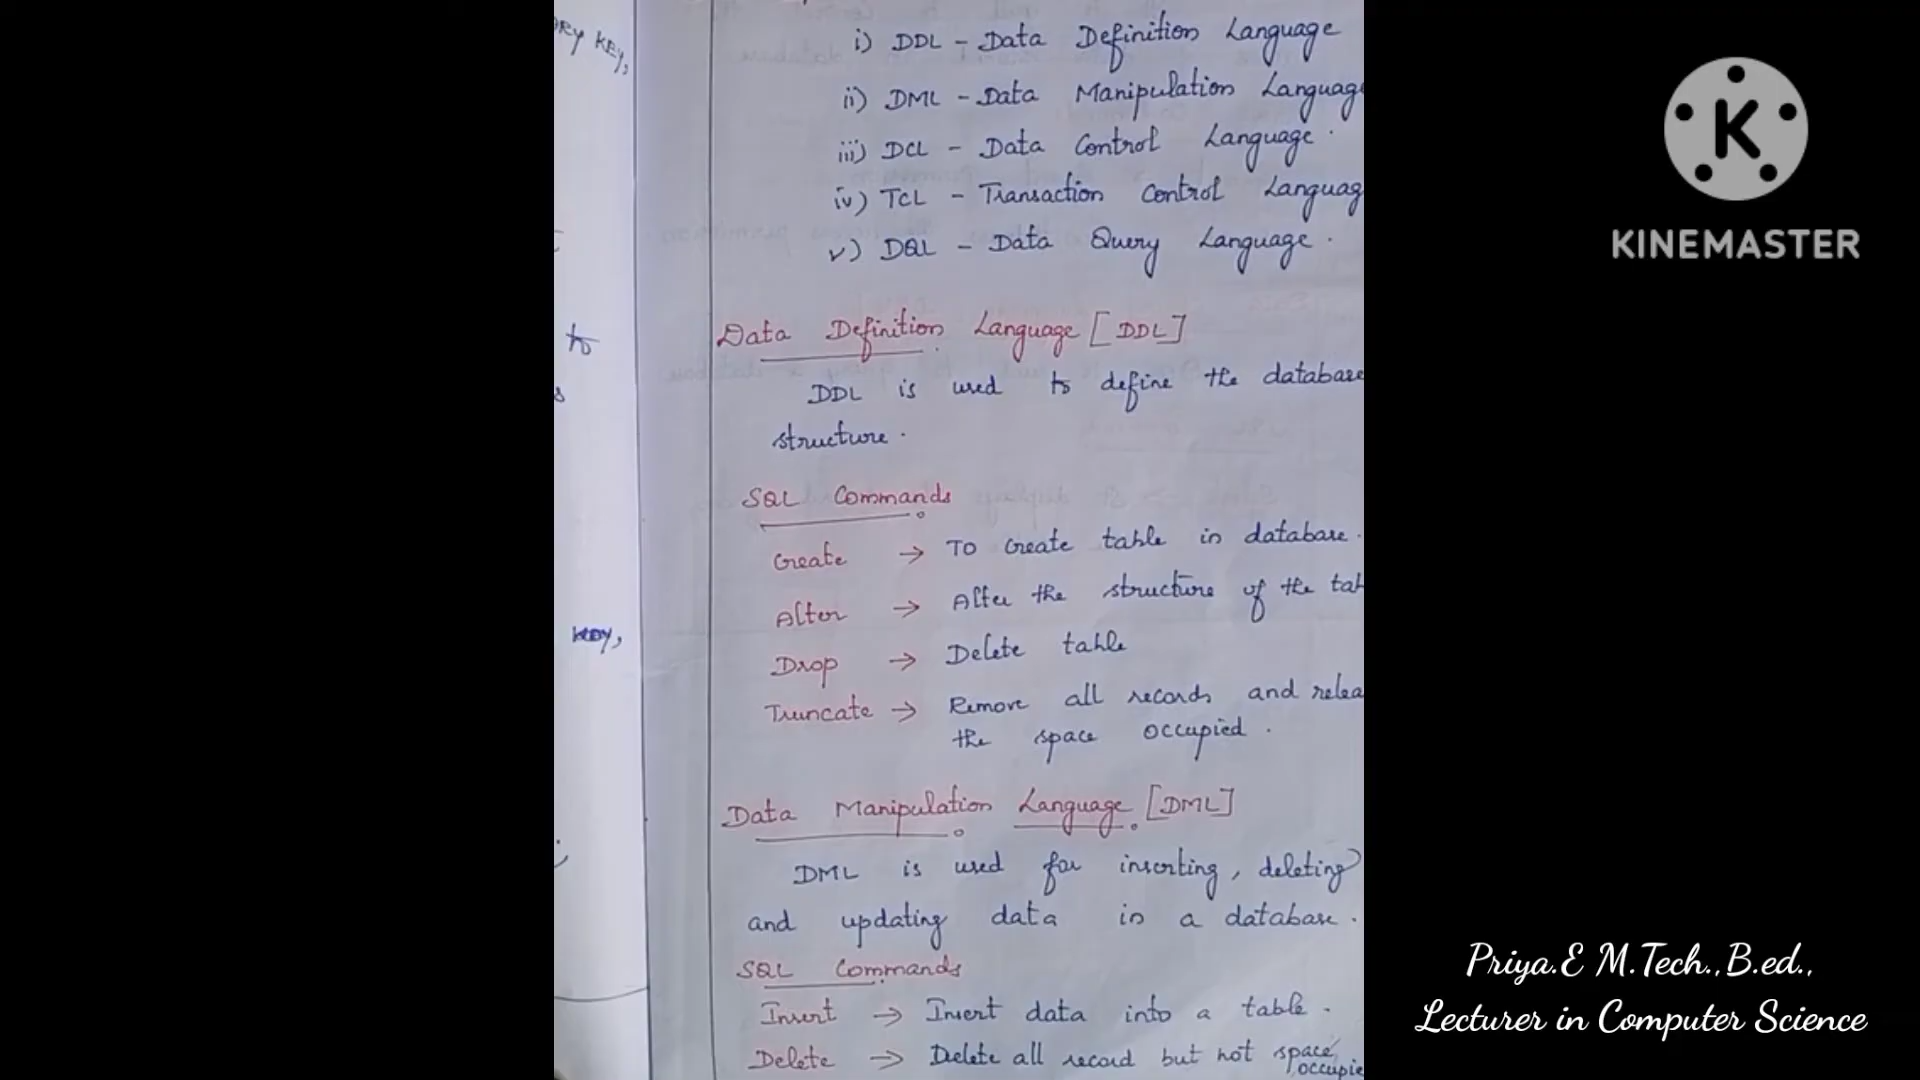 KEY,
to
KEY,
i) DDL - Data Definition Language
ii) DML - Data Manipulation Language
iii) DCL - Data Control Language.
iv) TCL - Transaction Control Languag
v) DQL - Data Query Language.
Data Definition Language [DDL]
DDL is used to define the database
structure.
SQL Commands
Create → To create table in database.
Alter → Alter the structure of the tab
Drop → Delete table
Truncate → Remove all records and relea
the space occupied.
Data Manipulation Language [DML]
DML is used for inserting, deleting
and updating data in a database.
SQL Commands
Insert → Insert data into a table.
Delete → Delete all record but not space
occupie
K
KINEMASTER
Priya.E M.Tech.,B.ed.,
Lecturer in Computer Science